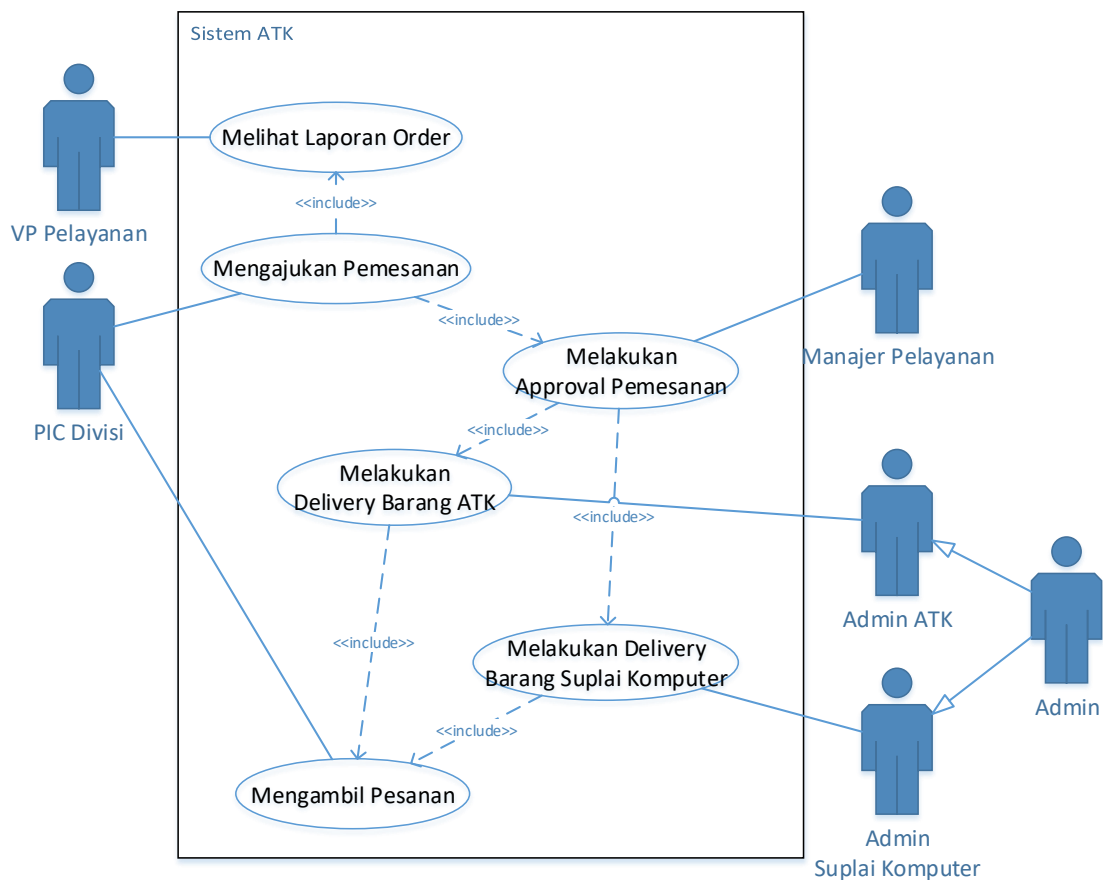 Sistem ATK
Melihat Laporan Order
VP Pelayanan
<<include>>
Mengajukan Pemesanan
PIC Divisi
<<include>>
Melakukan
Approval Pemesanan
Manajer Pelayanan
<<include>>
Melakukan
Delivery Barang ATK
<<include>>
Admin ATK
<<include>>
Melakukan Delivery
Barang Suplai Komputer
Admin
<<include>>
Mengambil Pesanan
Admin
Suplai Komputer